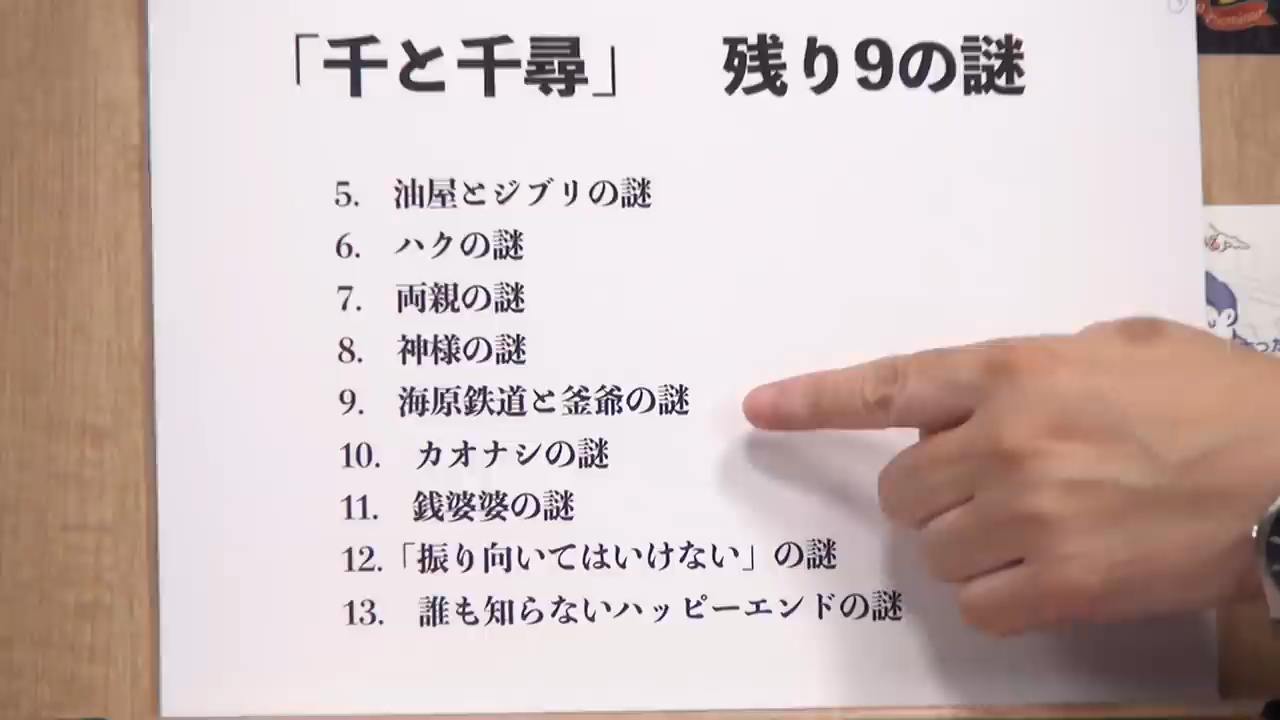 「千と千尋」　残り9の謎
5.　油屋とジブリの謎
6.　ハクの謎
7.　両親の謎
8.　神様の謎
9.　海原鉄道と釜爺の謎
10.　カオナシの謎
11.　銭婆婆の謎
12.「振り向いてはいけない」の謎
13.　誰も知らないハッピーエンドの謎